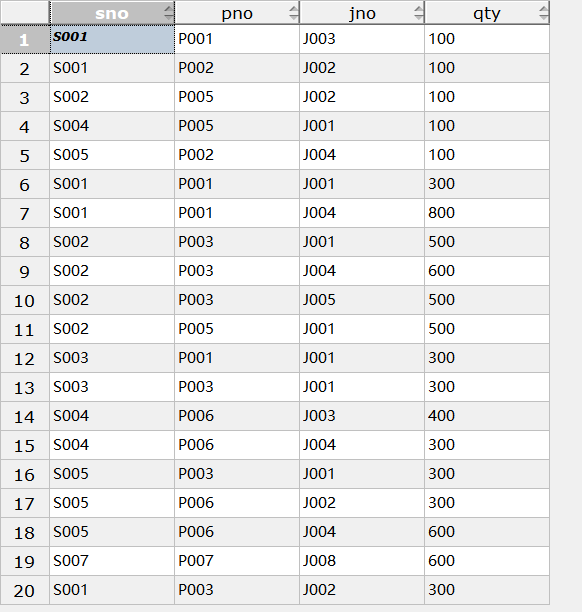 sno pno jno qty
1 S001 P001 J003 100
2 S001 P002 J002 100
3 S002 P005 J002 100
4 S004 P005 J001 100
5 S005 P002 J004 100
6 S001 P001 J001 300
7 S001 P001 J004 800
8 S002 P003 J001 500
9 S002 P003 J004 600
10 S002 P003 J005 500
11 S002 P005 J001 500
12 S003 P001 J001 300
13 S003 P003 J001 300
14 S004 P006 J003 400
15 S004 P006 J004 300
16 S005 P003 J001 300
17 S005 P006 J002 300
18 S005 P006 J004 600
19 S007 P007 J008 600
20 S001 P003 J002 300